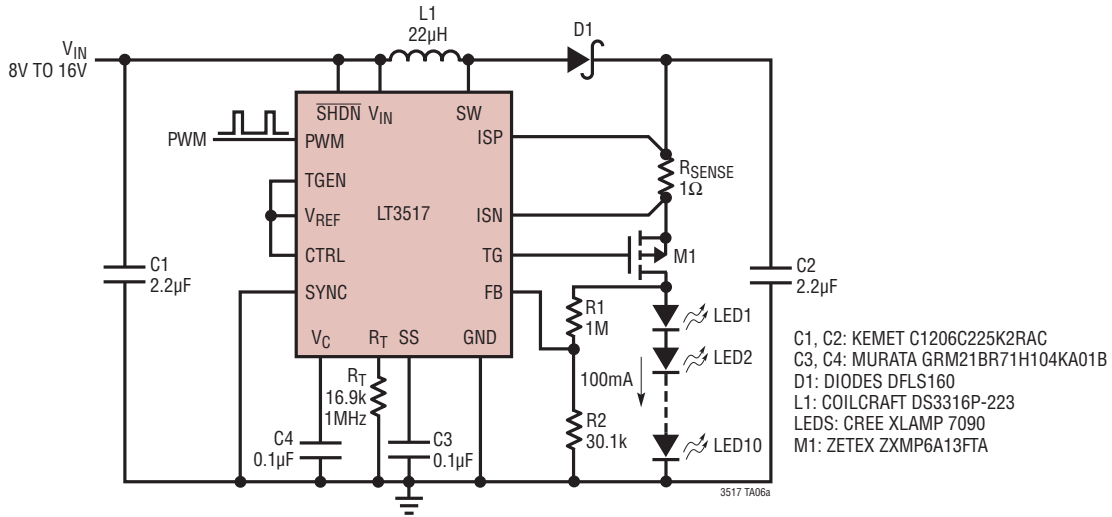 L1
22µH
D1
VIN
8V TO 16V
SHDN VIN SW
PWM
PWM
ISP
RSENSE
1Ω
TGEN
LT3517
VREF
ISN
CTRL
TG
M1
C1
2.2µF
C2
2.2µF
SYNC
FB
R1
1M
LED1
VC RT SS GND
LED2
100mA
RT
16.9k
1MHz
R2
30.1k
C4
0.1µF
C3
0.1µF
LED10
3517 TA06a
C1, C2: KEMET C1206C225K2RAC
C3, C4: MURATA GRM21BR71H104KA01B
D1: DIODES DFLS160
L1: COILCRAFT DS3316P-223
LEDS: CREE XLAMP 7090
M1: ZETEX ZXMP6A13FTA